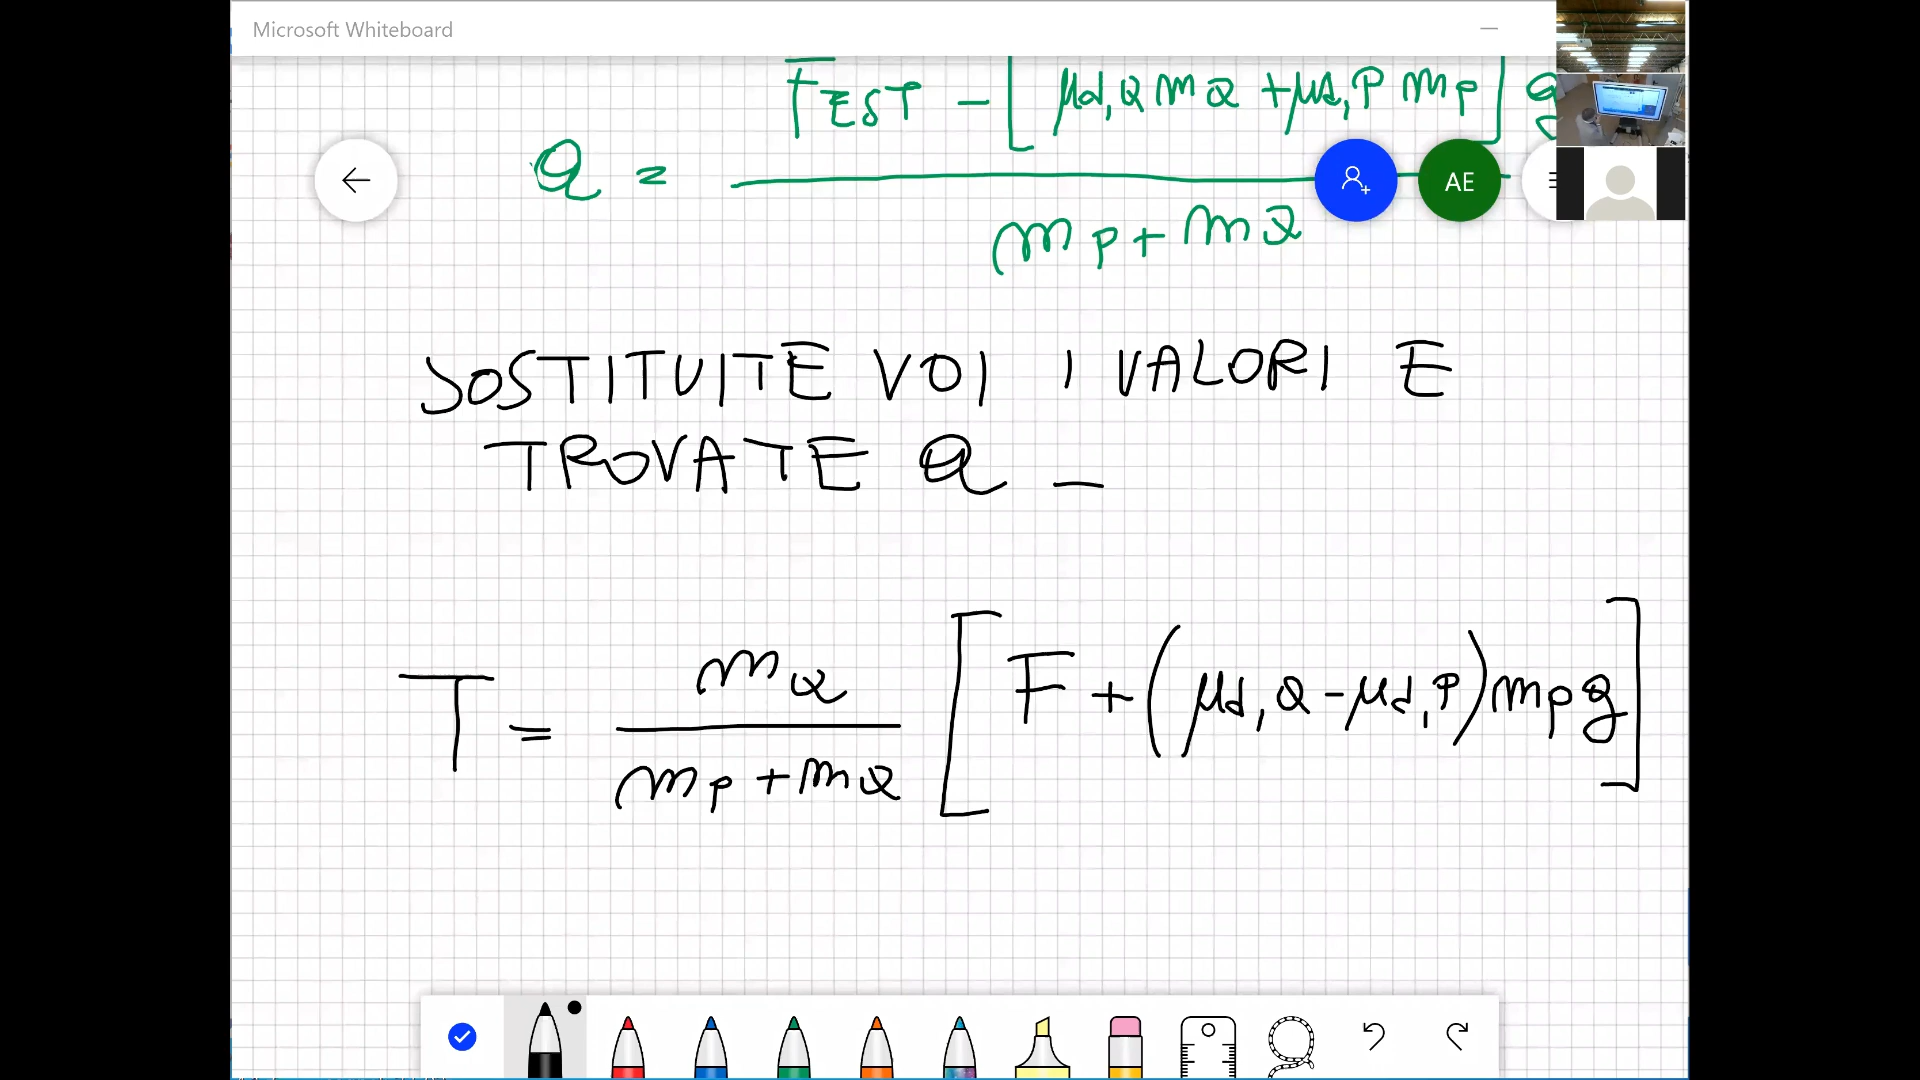 Microsoft Whiteboard
a = F_EST - [μd,Q mQ + μd,P mP] g
mP + mQ
AE
SOSTITUITE VOI I VALORI E
TROVATE a _
T = mQ / mP + mQ [F + (μd,Q - μd,P) mP g]